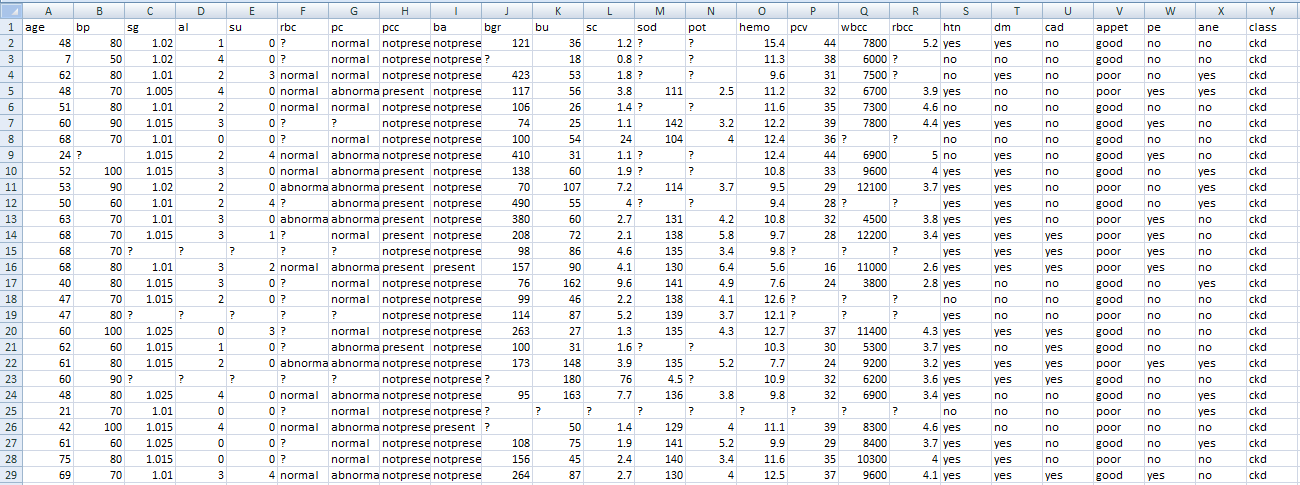 A B C D E F G H I J K L M N O P Q R S T U V W X Y
1 age bp sg al su rbc pc pcc ba bgr bu sc sod pot hemo pcv wbcc rbcc htn dm cad appet pe ane class
2 48 80 1.02 1 0 ? normal notprese notprese 121 36 1.2 ? ? 15.4 44 7800 5.2 yes yes no good no no ckd
3 7 50 1.02 4 0 ? normal notprese notprese ? 18 0.8 ? ? 11.3 38 6000 ? no no no good no no ckd
4 62 80 1.01 2 3 normal normal notprese notprese 423 53 1.8 ? ? 9.6 31 7500 ? no yes no poor no yes ckd
5 48 70 1.005 4 0 normal abnorma present notprese 117 56 3.8 111 2.5 11.2 32 6700 3.9 yes no no poor yes yes ckd
6 51 80 1.01 2 0 normal normal notprese notprese 106 26 1.4 ? ? 11.6 35 7300 4.6 no no no good no no ckd
7 60 90 1.015 3 0 ? ? notprese notprese 74 25 1.1 142 3.2 12.2 39 7800 4.4 yes yes no good yes no ckd
8 68 70 1.01 0 0 ? normal notprese notprese 100 54 24 104 4 12.4 36 ? ? no no no good no no ckd
9 24 ? 1.015 2 4 normal abnorma notprese notprese 410 31 1.1 ? ? 12.4 44 6900 5 no yes no good yes no ckd
10 52 100 1.015 3 0 normal abnorma present notprese 138 60 1.9 ? ? 10.8 33 9600 4 yes yes no good no yes ckd
11 53 90 1.02 2 0 abnorma abnorma present notprese 70 107 7.2 114 3.7 9.5 29 12100 3.7 yes yes no poor no yes ckd
12 50 60 1.01 2 4 ? abnorma present notprese 490 55 4 ? ? 9.4 28 ? ? yes yes no good no yes ckd
13 63 70 1.01 3 0 abnorma abnorma present notprese 380 60 2.7 131 4.2 10.8 32 4500 3.8 yes yes no poor yes no ckd
14 68 70 1.015 3 1 ? normal present notprese 208 72 2.1 138 5.8 9.7 28 12200 3.4 yes yes yes poor yes no ckd
15 68 70 ? ? ? ? ? notprese notprese 98 86 4.6 135 3.4 9.8 ? ? ? yes yes yes poor yes no ckd
16 68 80 1.01 3 2 normal abnorma present present 157 90 4.1 130 6.4 5.6 16 11000 2.6 yes yes yes poor yes no ckd
17 40 80 1.015 3 0 ? normal notprese notprese 76 162 9.6 141 4.9 7.6 24 3800 2.8 yes no no good no yes ckd
18 47 70 1.015 2 0 ? normal notprese notprese 99 46 2.2 138 4.1 12.6 ? ? ? no no no good no no ckd
19 47 80 ? ? ? ? ? notprese notprese 114 87 5.2 139 3.7 12.1 ? ? ? yes no no poor no no ckd
20 60 100 1.025 0 3 ? normal notprese notprese 263 27 1.3 135 4.3 12.7 37 11400 4.3 yes yes yes good no no ckd
21 62 60 1.015 1 0 ? abnorma present notprese 100 31 1.6 ? ? 10.3 30 5300 3.7 yes no yes good no no ckd
22 61 80 1.015 2 0 abnorma abnorma notprese notprese 173 148 3.9 135 5.2 7.7 24 9200 3.2 yes yes yes poor yes yes ckd
23 60 90 ? ? ? ? ? notprese notprese ? 180 76 4.5 ? 10.9 32 6200 3.6 yes yes yes good no no ckd
24 48 80 1.025 4 0 normal abnorma notprese notprese 95 163 7.7 136 3.8 9.8 32 6900 3.4 yes no no good no yes ckd
25 21 70 1.01 0 0 ? normal notprese notprese ? ? ? ? ? ? ? ? ? no no no poor no yes ckd
26 42 100 1.015 4 0 normal abnorma notprese present ? 50 1.4 129 4 11.1 39 8300 4.6 yes no no poor no no ckd
27 61 60 1.025 0 0 ? normal notprese notprese 108 75 1.9 141 5.2 9.9 29 8400 3.7 yes yes no good no yes ckd
28 75 80 1.015 0 0 ? normal notprese notprese 156 45 2.4 140 3.4 11.6 35 10300 4 yes yes no poor no no ckd
29 69 70 1.01 3 4 normal abnorma notprese notprese 264 87 2.7 130 4 12.5 37 9600 4.1 yes yes yes good yes no ckd